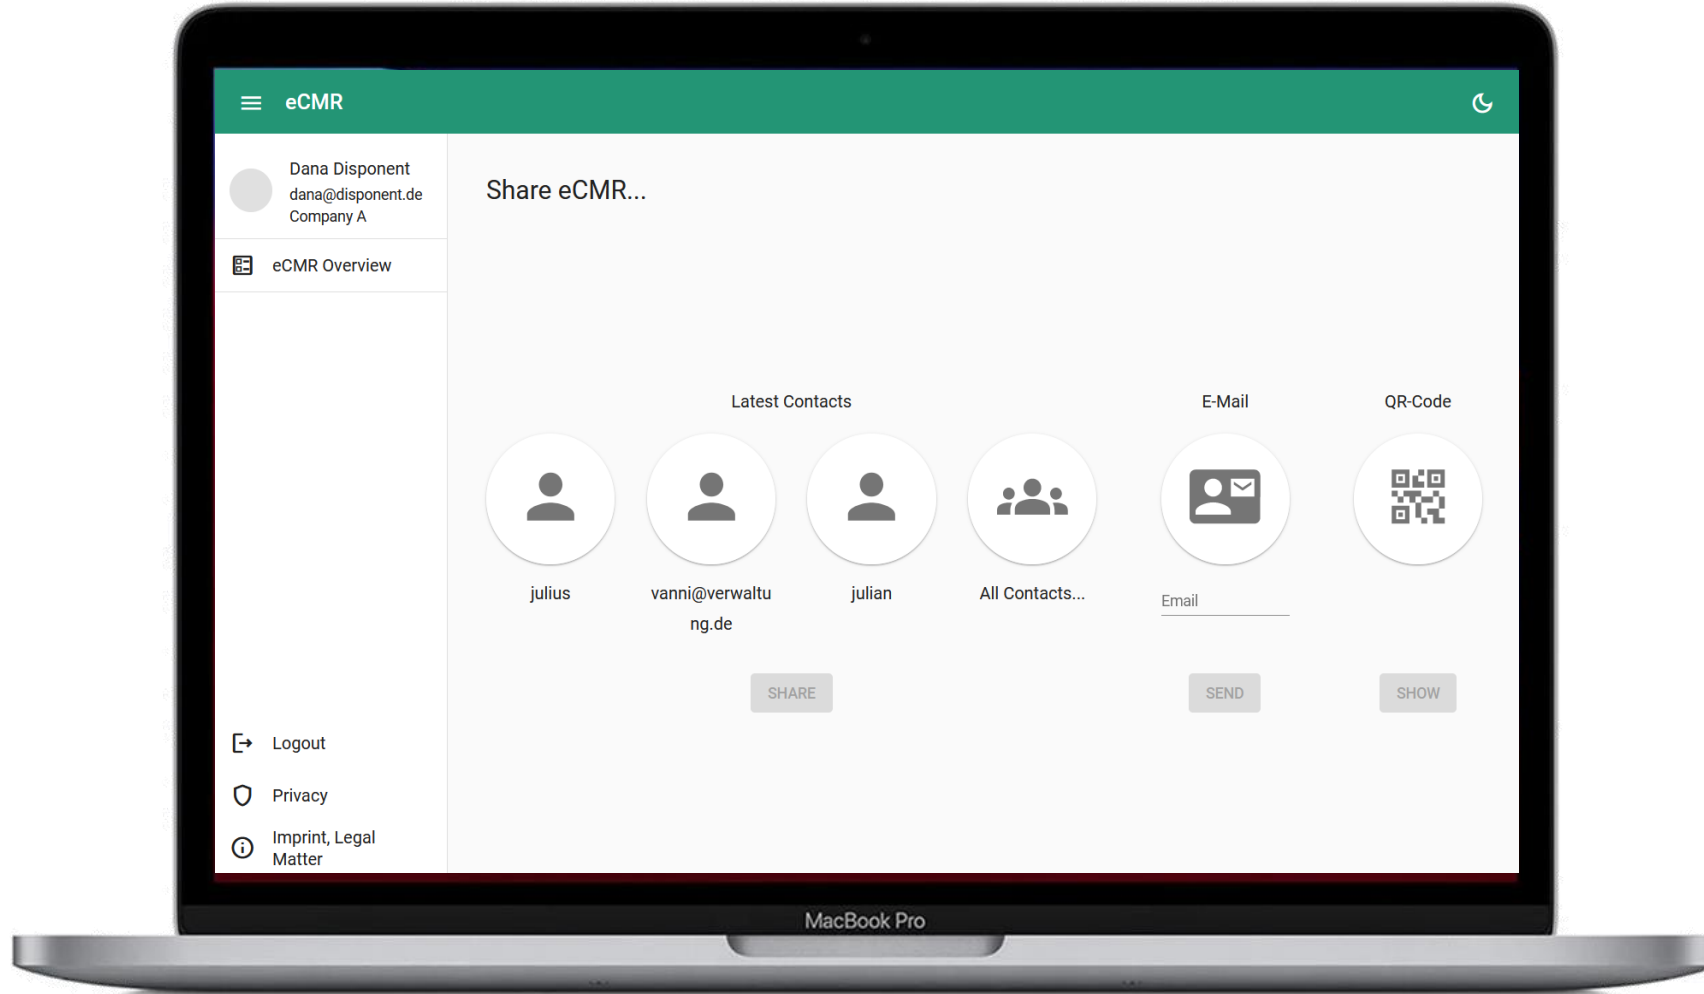 eCMR
Dana Disponent
dana@disponent.de
Company A
eCMR Overview
Share eCMR...
Latest Contacts
E-Mail
QR-Code
julius
vanni@verwaltu
ng.de
julian
All Contacts...
Email
SHARE
SEND
SHOW
Logout
Privacy
Imprint, Legal
Matter
MacBook Pro